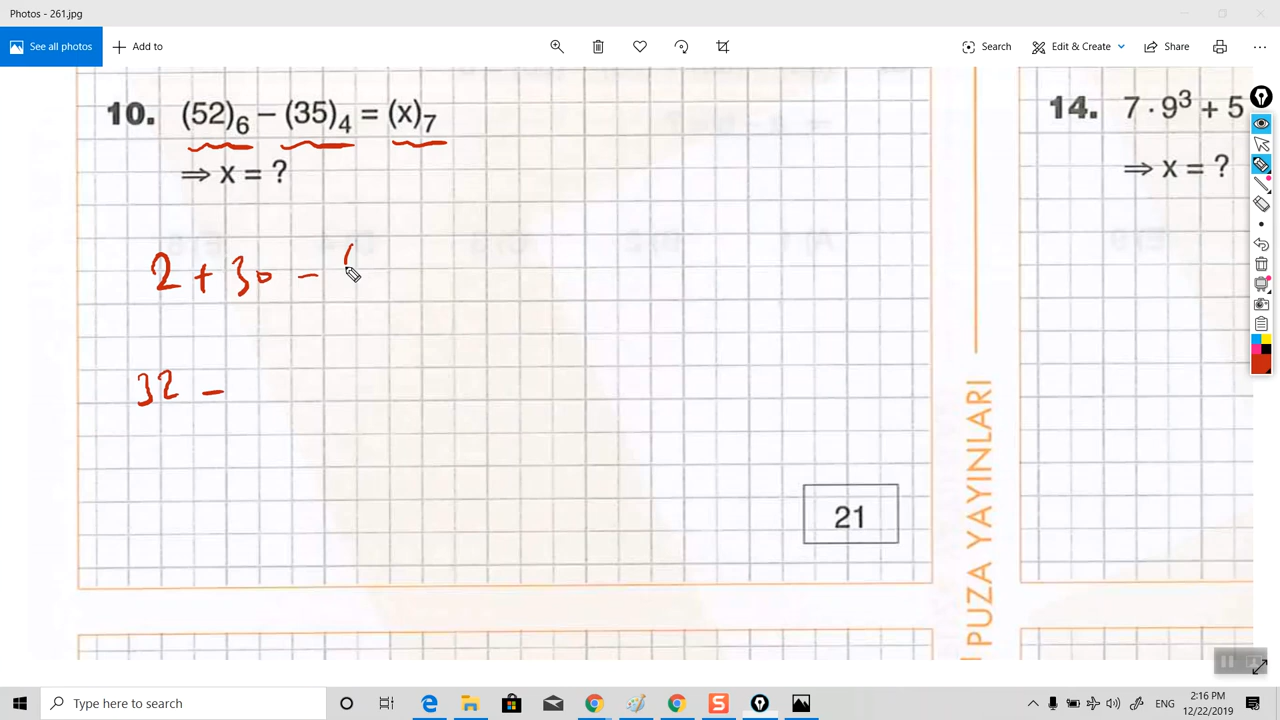 Photos - 261.jpg
See all photos
Add to
Search
Edit & Create
Share
10. (52)₆ – (35)₄ = (x)₇
⇒ x = ?
2 + 30 – (
32 –
21
PUZA YAYINLARI
14. 7 · 9³ + 5
⇒ x = ?
Type here to search
2:16 PM
12/22/2019